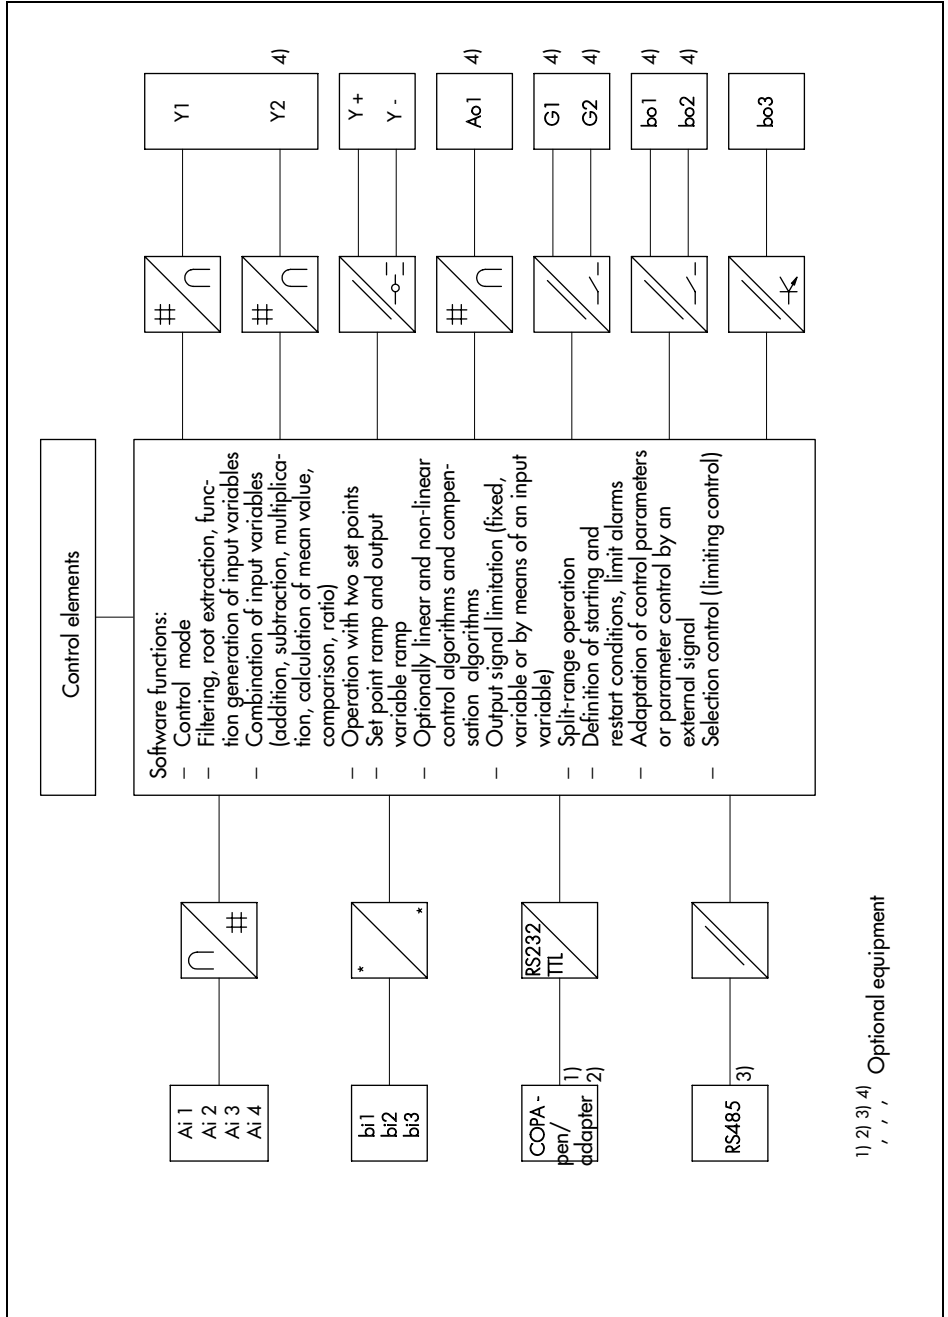 Control elements
Software functions:
– Control mode
– Filtering, root extraction, func-
tion generation of input variables
– Combination of input variables
(addition, subtraction, multiplica-
tion, calculation of mean value,
comparison, ratio)
– Operation with two set points
– Set point ramp and output
variable ramp
– Optionally linear and non-linear
control algorithms and compen-
sation algorithms
– Output signal limitation (fixed,
variable or by means of an input
variable)
– Split-range operation
– Definition of starting and
restart conditions, limit alarms
– Adaptation of control parameters
or parameter control by an
external signal
– Selection control (limiting control)
Ai 1
Ai 2
Ai 3
Ai 4
∩
#
bi1
bi2
bi3
*
*
COPA -
pen/
adapter
1)
2)
RS232
TTL
RS485
3)
#
∩
Y1
#
∩
Y2
4)
Y +
Y -
#
∩
Ao1
4)
G1
4)
G2
4)
bo1
4)
bo2
4)
bo3
1) 2) 3) 4)
, , , Optional equipment